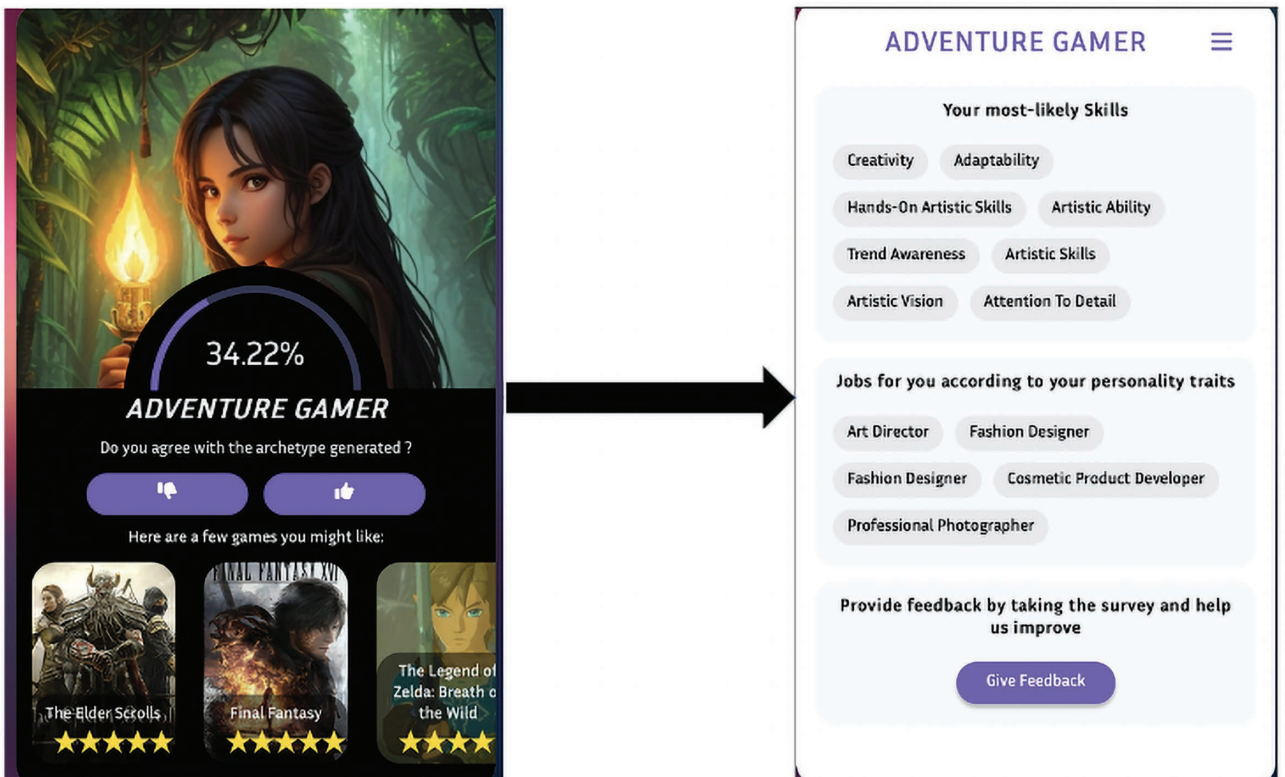 34.22%
ADVENTURE GAMER
Do you agree with the archetype generated ?
Here are a few games you might like:
The Elder Scrolls
FINAL FANTASY XVI
Final Fantasy
The Legend of
Zelda: Breath o
the Wild
ADVENTURE GAMER
Your most-likely Skills
Creativity Adaptability
Hands-On Artistic Skills Artistic Ability
Trend Awareness Artistic Skills
Artistic Vision Attention To Detail
Jobs for you according to your personality traits
Art Director Fashion Designer
Fashion Designer Cosmetic Product Developer
Professional Photographer
Provide feedback by taking the survey and help
us improve
Give Feedback